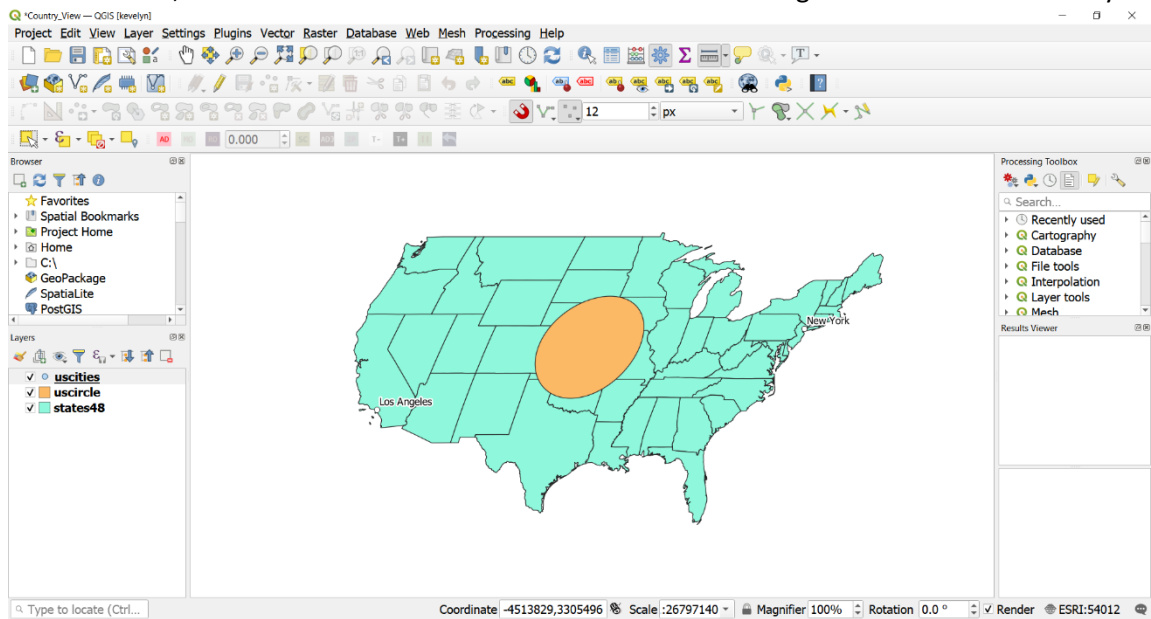 *Country_View — QGIS [kevelyn]
Project Edit View Layer Settings Plugins Vector Raster Database Web Mesh Processing Help
12
px
0.000
Browser
Favorites
Spatial Bookmarks
Project Home
Home
C:\
GeoPackage
SpatiaLite
PostGIS
Layers
uscities
uscircle
states48
New York
Los Angeles
Processing Toolbox
Search...
Recently used
Cartography
Database
File tools
Interpolation
Layer tools
Mesh
Results Viewer
Type to locate (Ctrl... Coordinate -4513829,3305496 Scale :26797140 Magnifier 100% Rotation 0.0 ° Render ESRI:54012